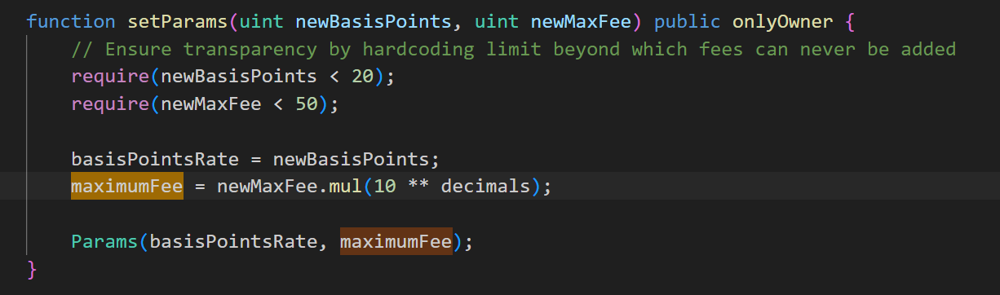 function setParams(uint newBasisPoints, uint newMaxFee) public onlyOwner {
// Ensure transparency by hardcoding limit beyond which fees can never be added
require(newBasisPoints < 20);
require(newMaxFee < 50);
basisPointsRate = newBasisPoints;
maximumFee = newMaxFee.mul(10 ** decimals);
Params(basisPointsRate, maximumFee);
}